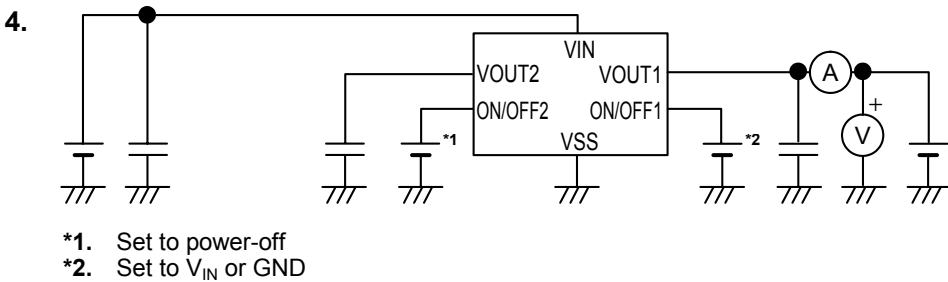 4.
VIN
VOUT2 VOUT1
A
ON/OFF2 ON/OFF1
+
V
*1 *2
VSS
*1. Set to power-off
*2. Set to VIN or GND